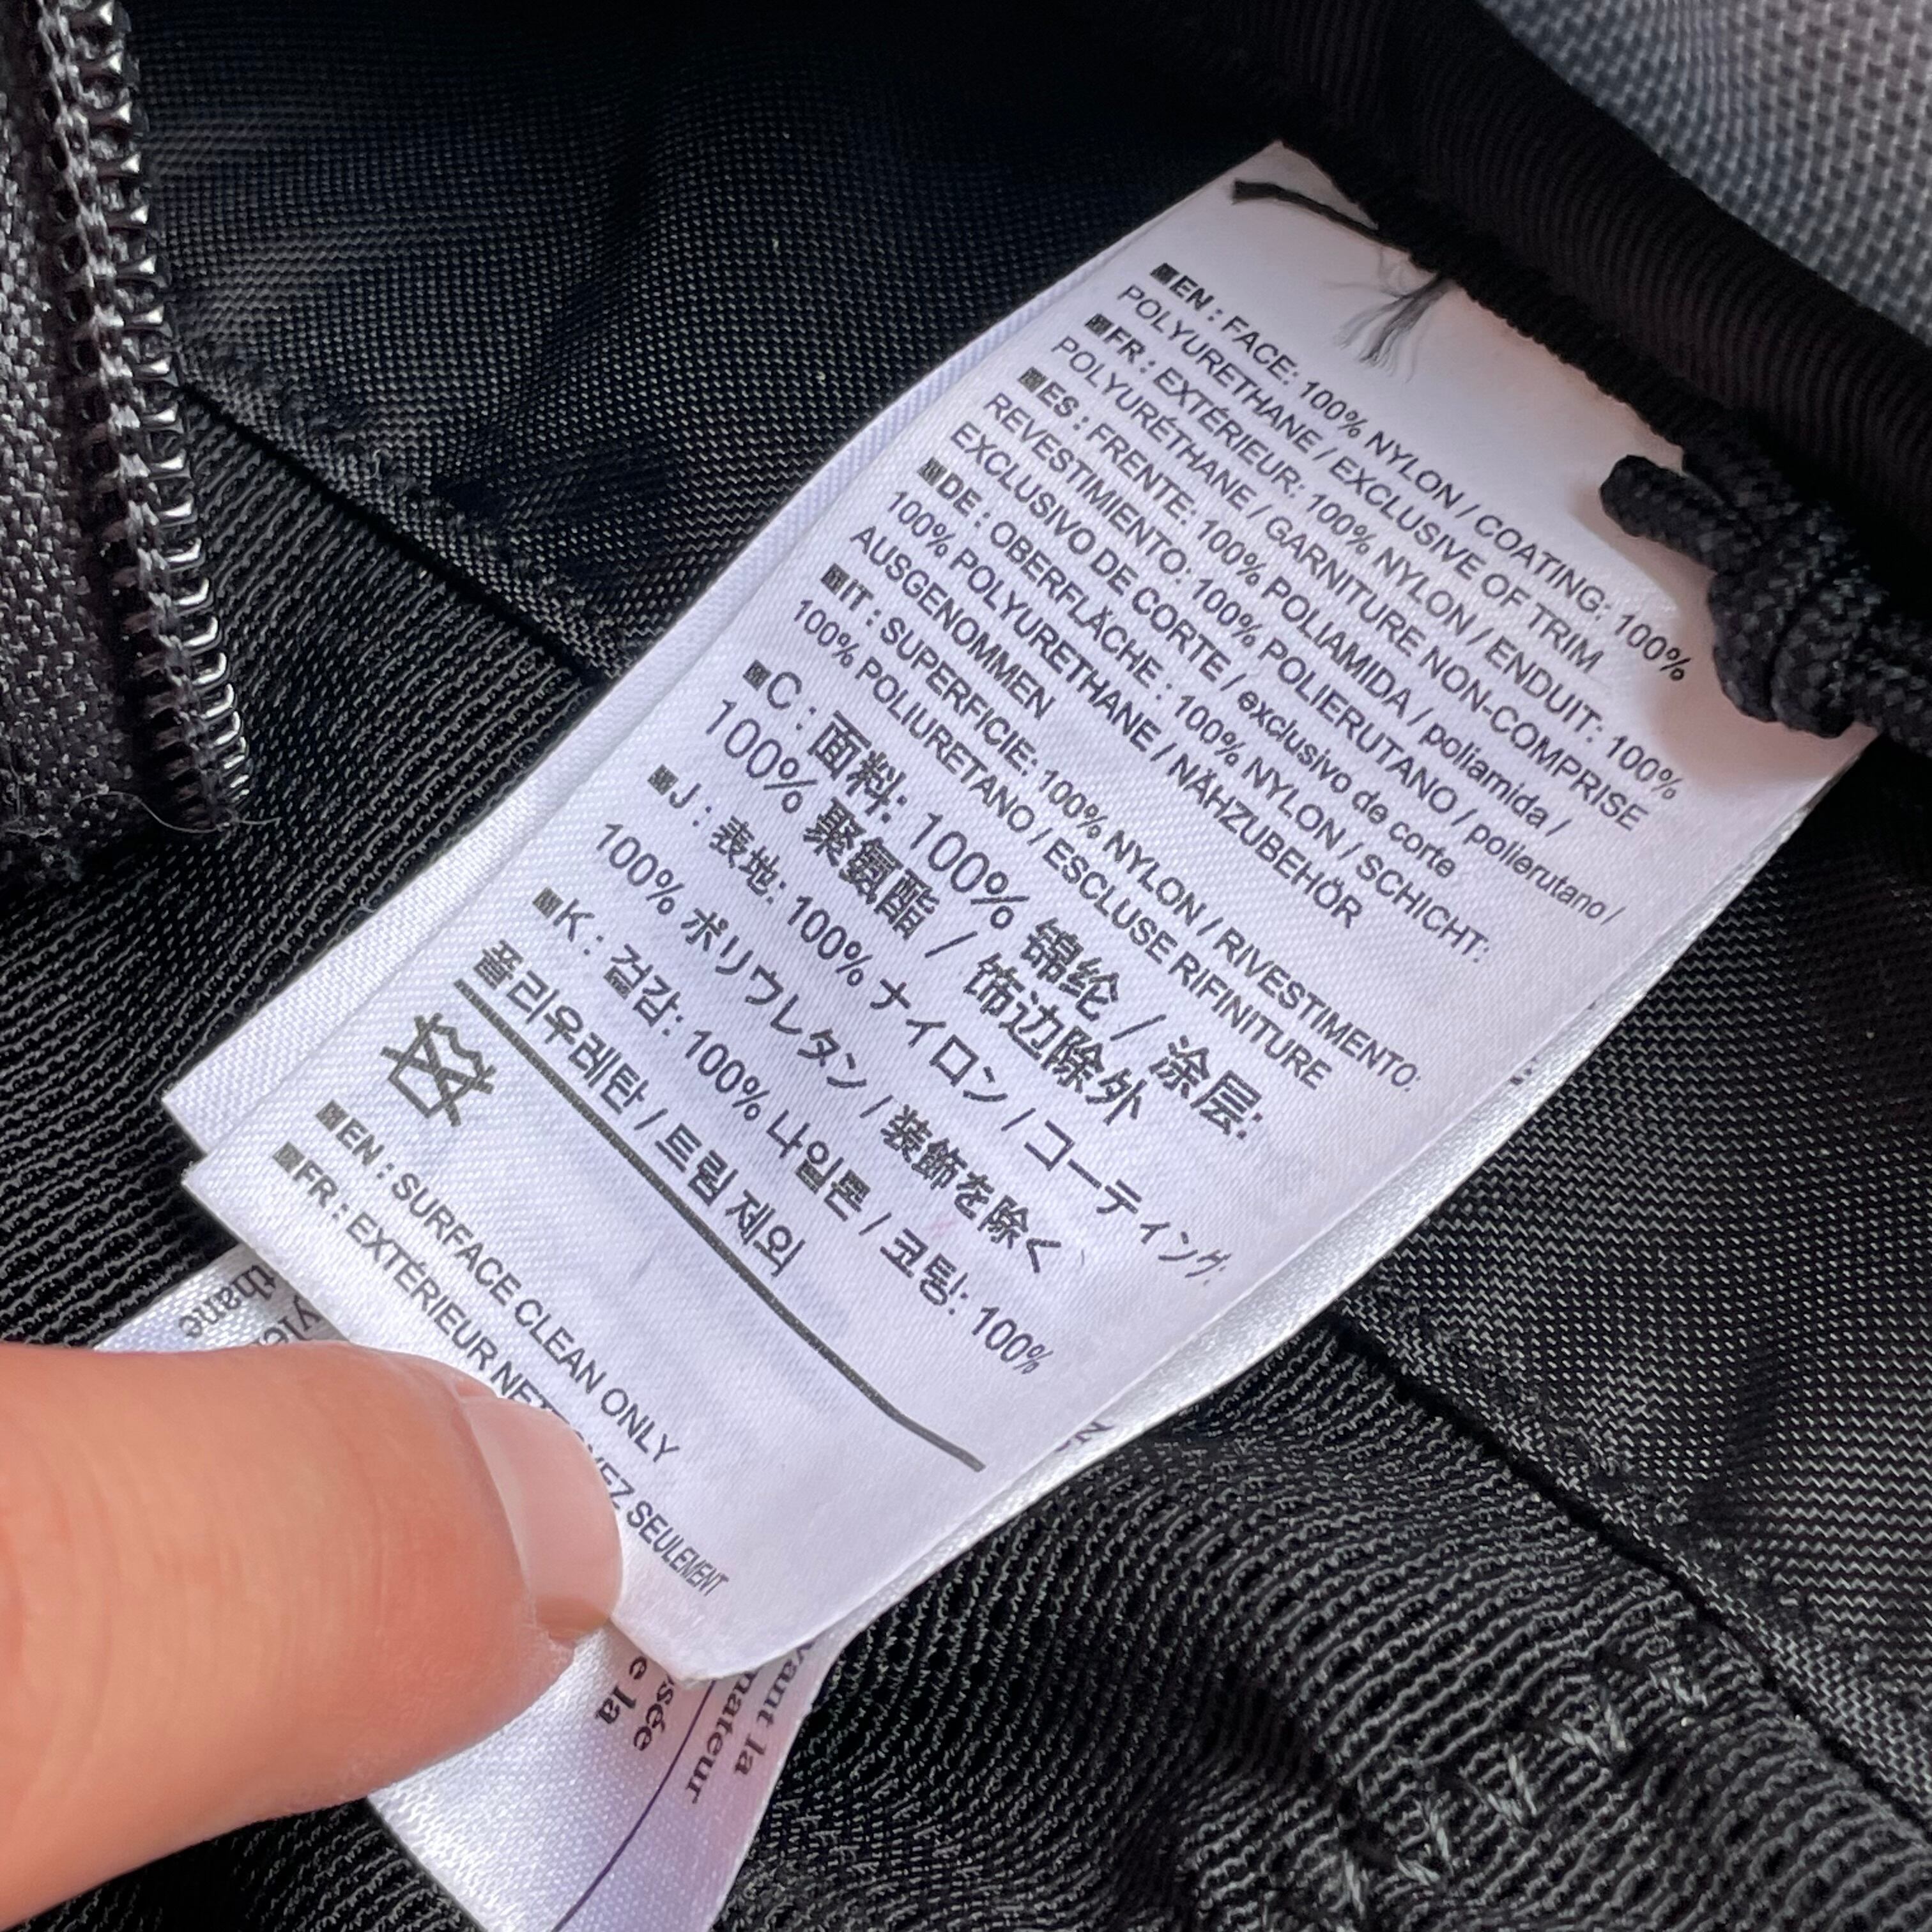 EN : FACE: 100% NYLON / COATING: 100%
POLYURETHANE / EXCLUSIVE OF TRIM
FR : EXTÉRIEUR: 100% NYLON / ENDUIT: 100%
POLYURÉTHANE / GARNITURE NON-COMPRISE
ES : FRENTE: 100% POLIAMIDA / poliamida /
REVESTIMIENTO: 100% POLIERUTANO / polierutano /
EXCLUSIVO DE CORTE / exclusivo de corte
DE : OBERFLÄCHE : 100% NYLON / SCHICHT:
100% POLYURETHANE / NÄHZUBEHÖR
AUSGENOMMEN
IT : SUPERFICIE: 100% NYLON / RIVESTIMENTO:
100% POLIURETANO / ESCLUSE RIFINITURE
C : 面料: 100% 锦纶 / 涂层:
100% 聚氨酯 / 饰边除外
J : 表地: 100% ナイロン / コーティング:
100% ポリウレタン / 装飾を除く
K : 겉감: 100% 나일론 / 코팅: 100%
폴리우레탄 / 트림 제외
EN : SURFACE CLEAN ONLY
FR : EXTÉRIEUR SEULEMENT
vant la
mateur
e la